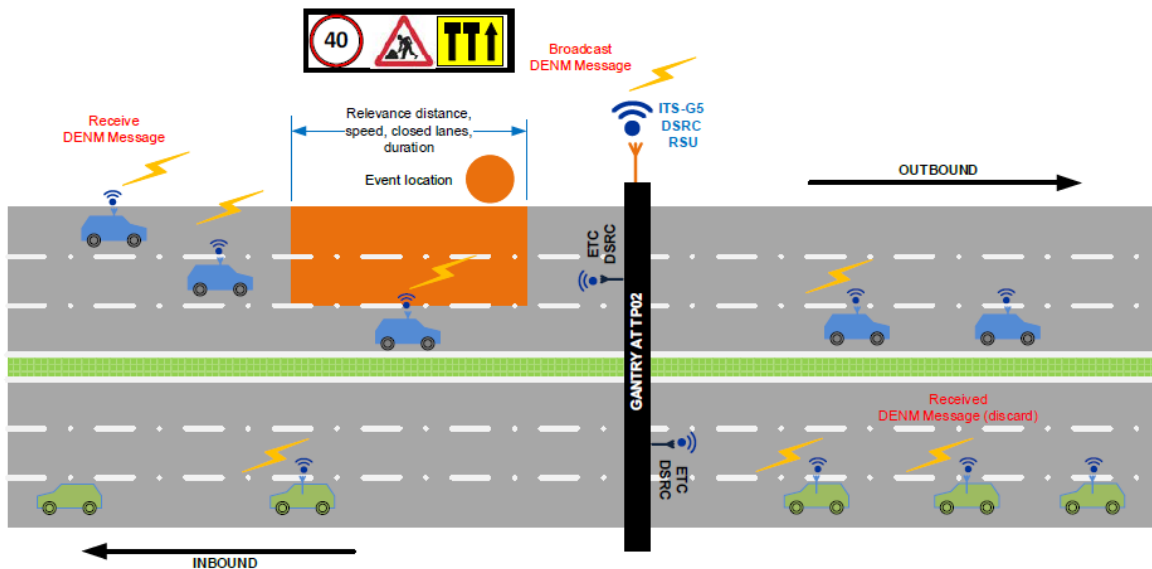 40
Broadcast
DENM Message
Receive
DENM Message
Relevance distance,
speed, closed lanes,
duration
Event location
ITS-G5
DSRC
RSU
OUTBOUND
ETC
DSRC
GANTRY AT TP02
Received
DENM Message (discard)
ETC
DSRC
INBOUND